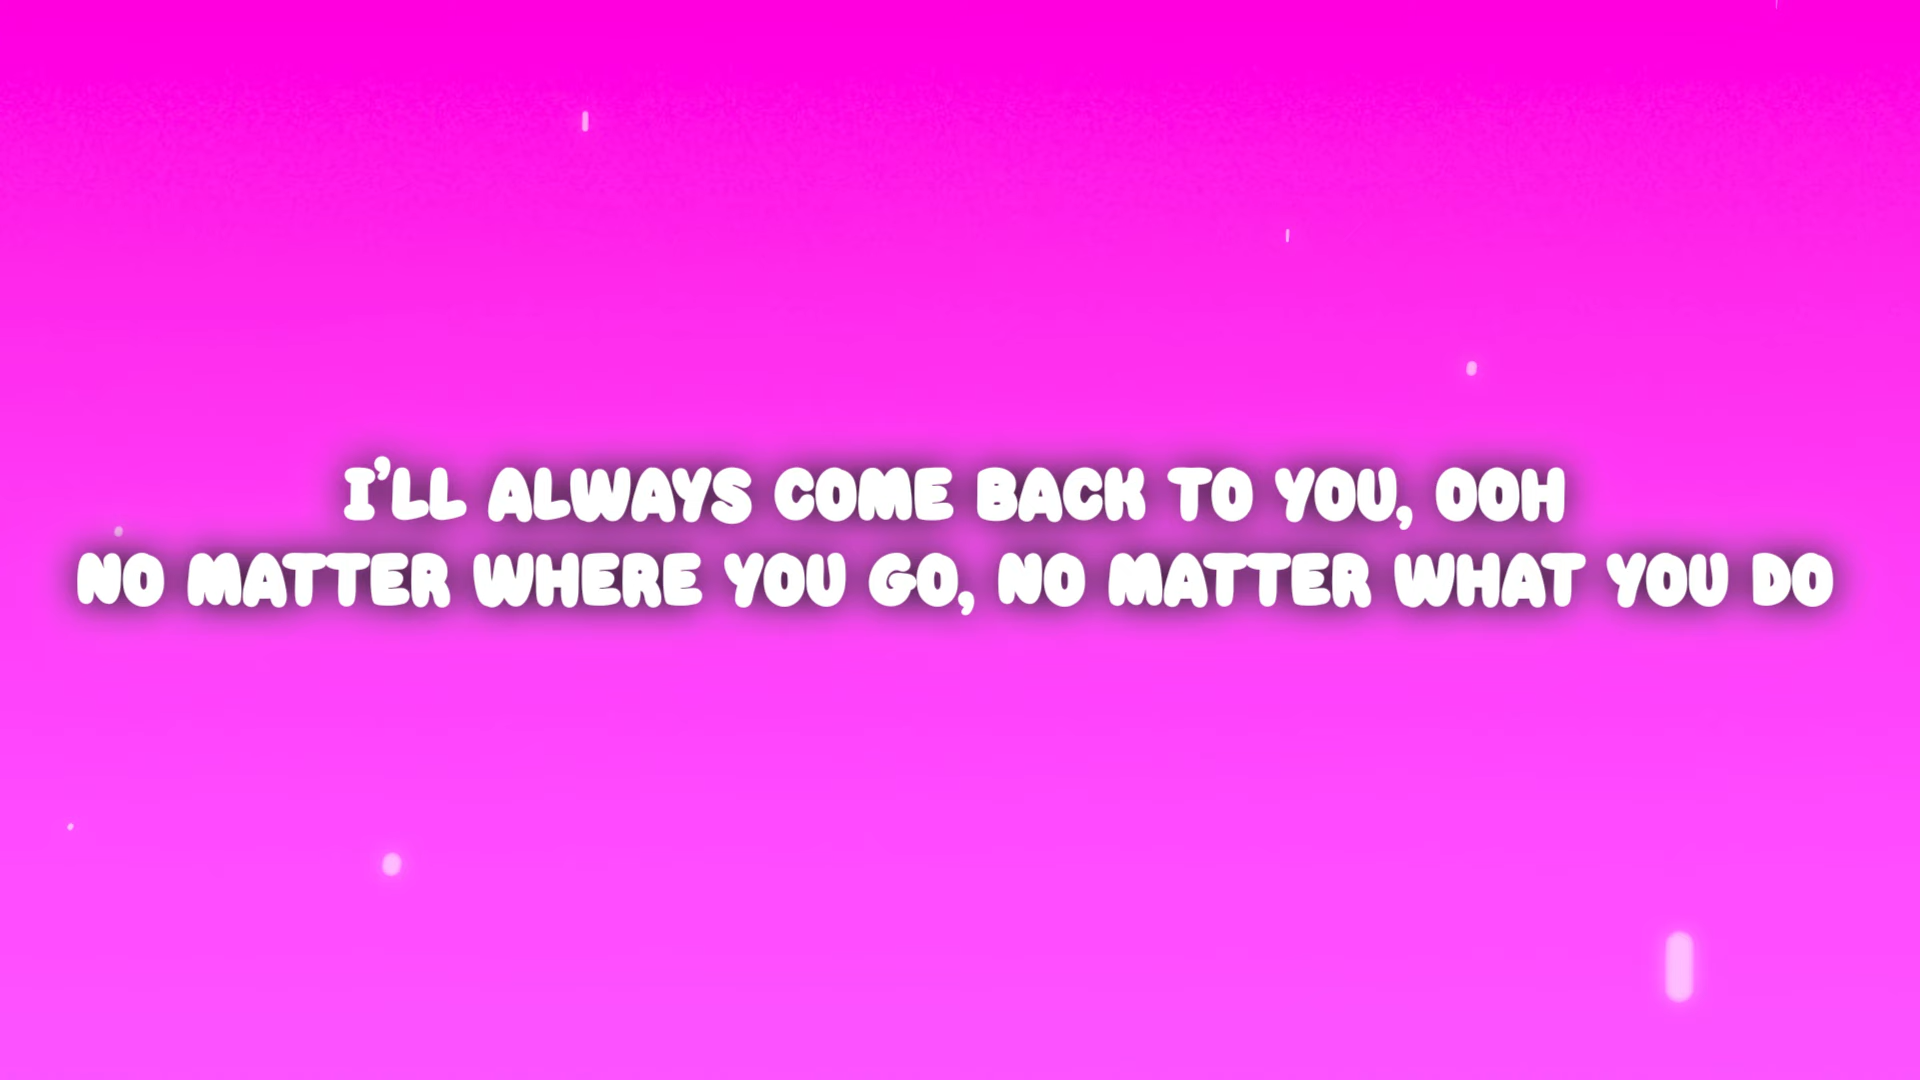 I'LL ALWAYS COME BACK TO YOU, OOH
NO MATTER WHERE YOU GO, NO MATTER WHAT YOU DO